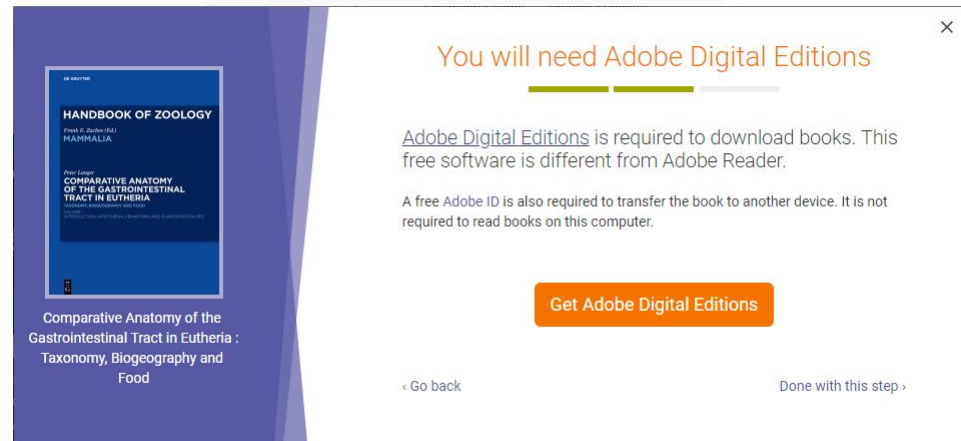 DE GRUYTER
HANDBOOK OF ZOOLOGY
Frank E. Zachos (Ed.)
MAMMALIA
Peter Langer
COMPARATIVE ANATOMY
OF THE GASTROINTESTINAL
TRACT IN EUTHERIA
TAXONOMY, BIOGEOGRAPHY AND FOOD
Comparative Anatomy of the
Gastrointestinal Tract in Eutheria :
Taxonomy, Biogeography and
Food
×
You will need Adobe Digital Editions
Adobe Digital Editions is required to download books. This
free software is different from Adobe Reader.
A free Adobe ID is also required to transfer the book to another device. It is not
required to read books on this computer.
Get Adobe Digital Editions
‹ Go back
Done with this step ›